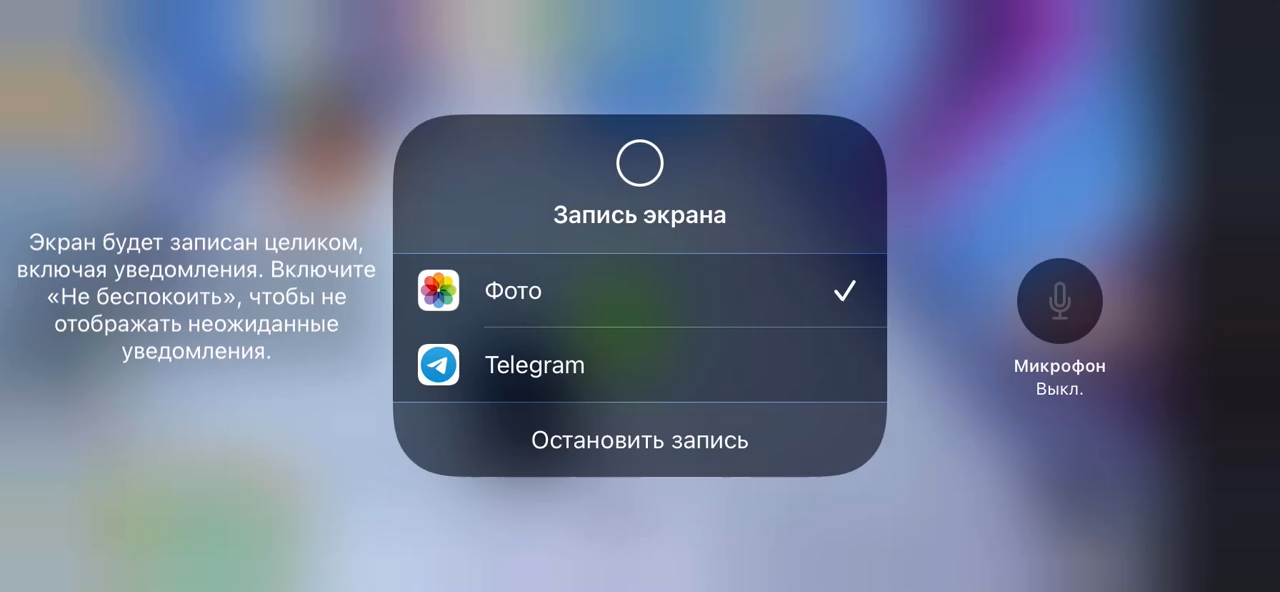 Экран будет записан целиком,
включая уведомления. Включите
«Не беспокоить», чтобы не
отображать неожиданные
уведомления.
Запись экрана
Фото
Telegram
Остановить запись
Микрофон
Выкл.